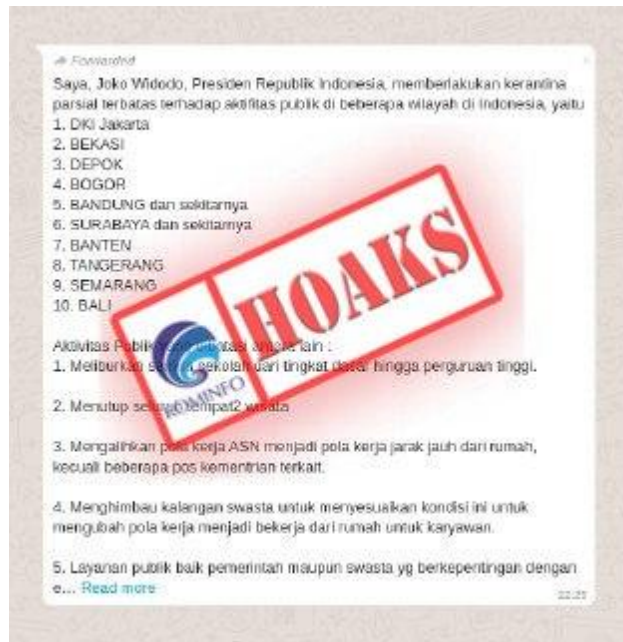 Forwarded
Saya, Joko Widodo, Presiden Republik Indonesia, memberlakukan kerantina
parsial terbatas terhadap aktifitas publik di beberapa wilayah di Indonesia, yaitu
1. DKI Jakarta
2. BEKASI
3. DEPOK
4. BOGOR
5. BANDUNG dan sekitarnya
6. SURABAYA dan sekitarnya
7. BANTEN
8. TANGERANG
9. SEMARANG
10. BALI
HOAKS
KOMINFO
Aktivitas Publik antara lain :
1. Meliburkan sekolah dari tingkat dasar hingga perguruan tinggi.
2. Menutup tempat2 wisata
3. Mengalihkan pola kerja ASN menjadi pola kerja jarak jauh dari rumah,
kecuali beberapa pos kementrian terkait.
4. Menghimbau kalangan swasta untuk menyesuaikan kondisi ini untuk
mengubah pola kerja menjadi bekerja dari rumah untuk karyawan.
5. Layanan publik baik pemerintah maupun swasta yg berkepentingan dengan
e... Read more